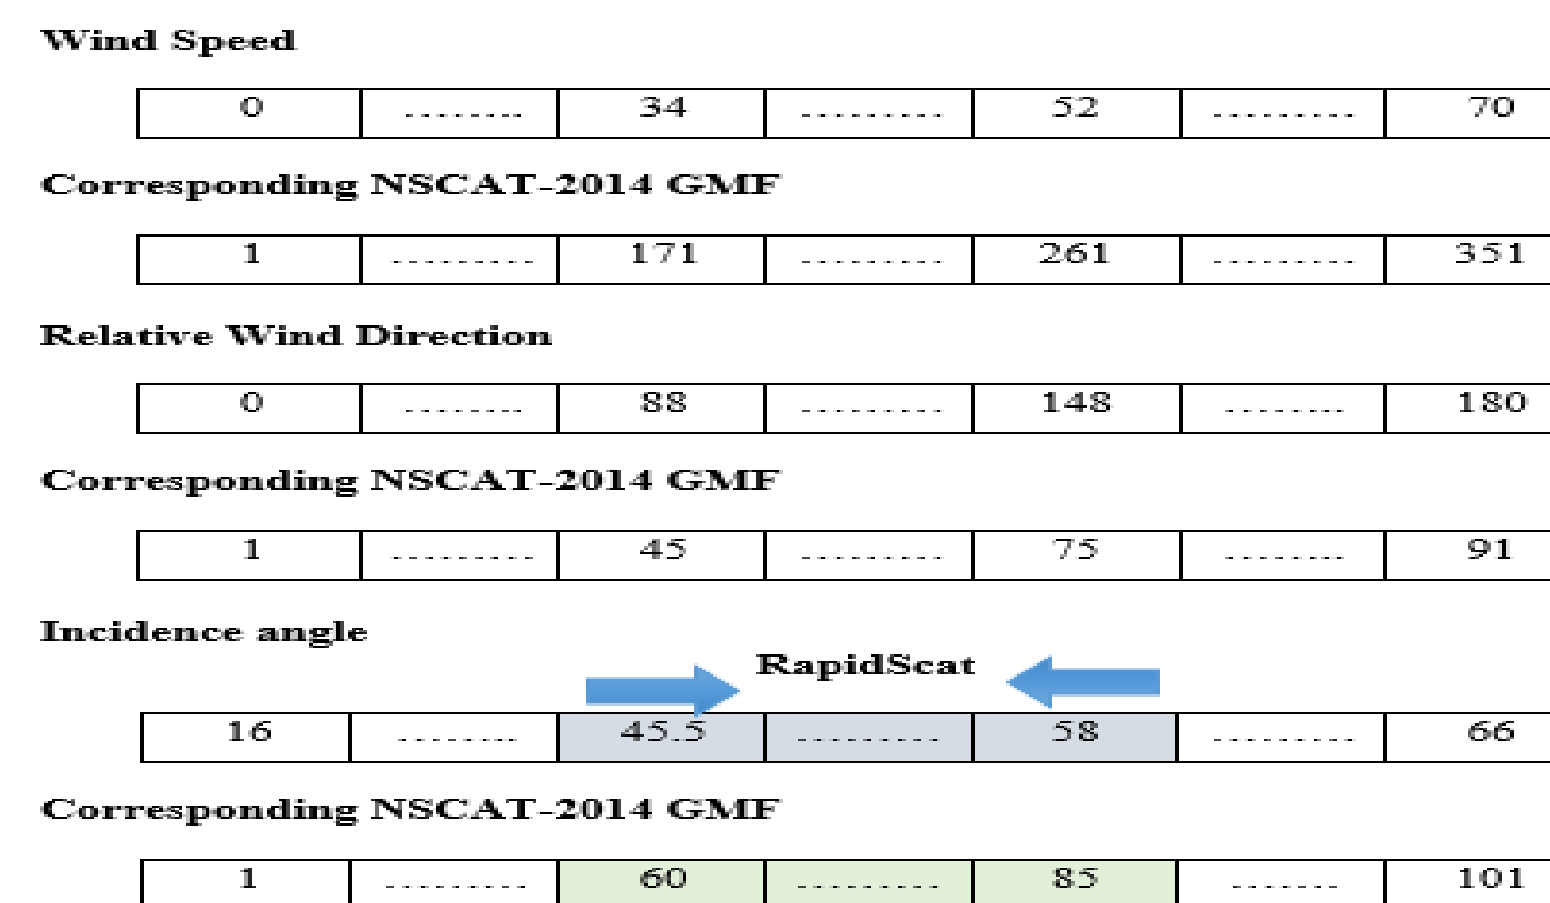 Wind Speed
0 ........ 34 ......... 52 ......... 70
Corresponding NSCAT-2014 GMF
1 ......... 171 ......... 261 ......... 351
Relative Wind Direction
0 ........ 88 ......... 148 ........ 180
Corresponding NSCAT-2014 GMF
1 ......... 45 ......... 75 ........ 91
Incidence angle
RapidScat
16 ........ 45.5 ......... 58 ......... 66
Corresponding NSCAT-2014 GMF
1 ......... 60 ......... 85 ....... 101